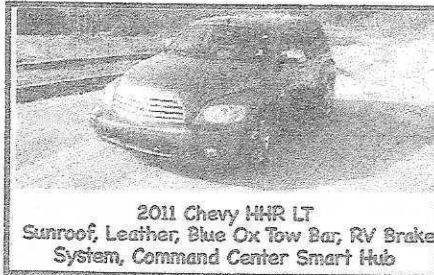 2011 Chevy HHR LT
Sunroof, Leather, Blue Ox Tow Bar, RV Brake
System, Command Center Smart Hub